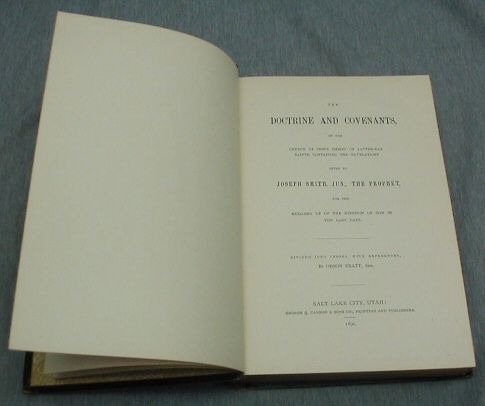 THE
DOCTRINE AND COVENANTS,
OF THE
CHURCH OF JESUS CHRIST OF LATTER-DAY
SAINTS, CONTAINING THE REVELATIONS
GIVEN TO
JOSEPH SMITH, JUN., THE PROPHET,
FOR THE
BUILDING UP OF THE KINGDOM OF GOD IN
THE LAST DAYS.
DIVIDED INTO VERSES, WITH REFERENCES,
BY ORSON PRATT, SEN.
SALT LAKE CITY, UTAH:
GEORGE Q. CANNON & SONS CO., PRINTERS AND PUBLISHERS.